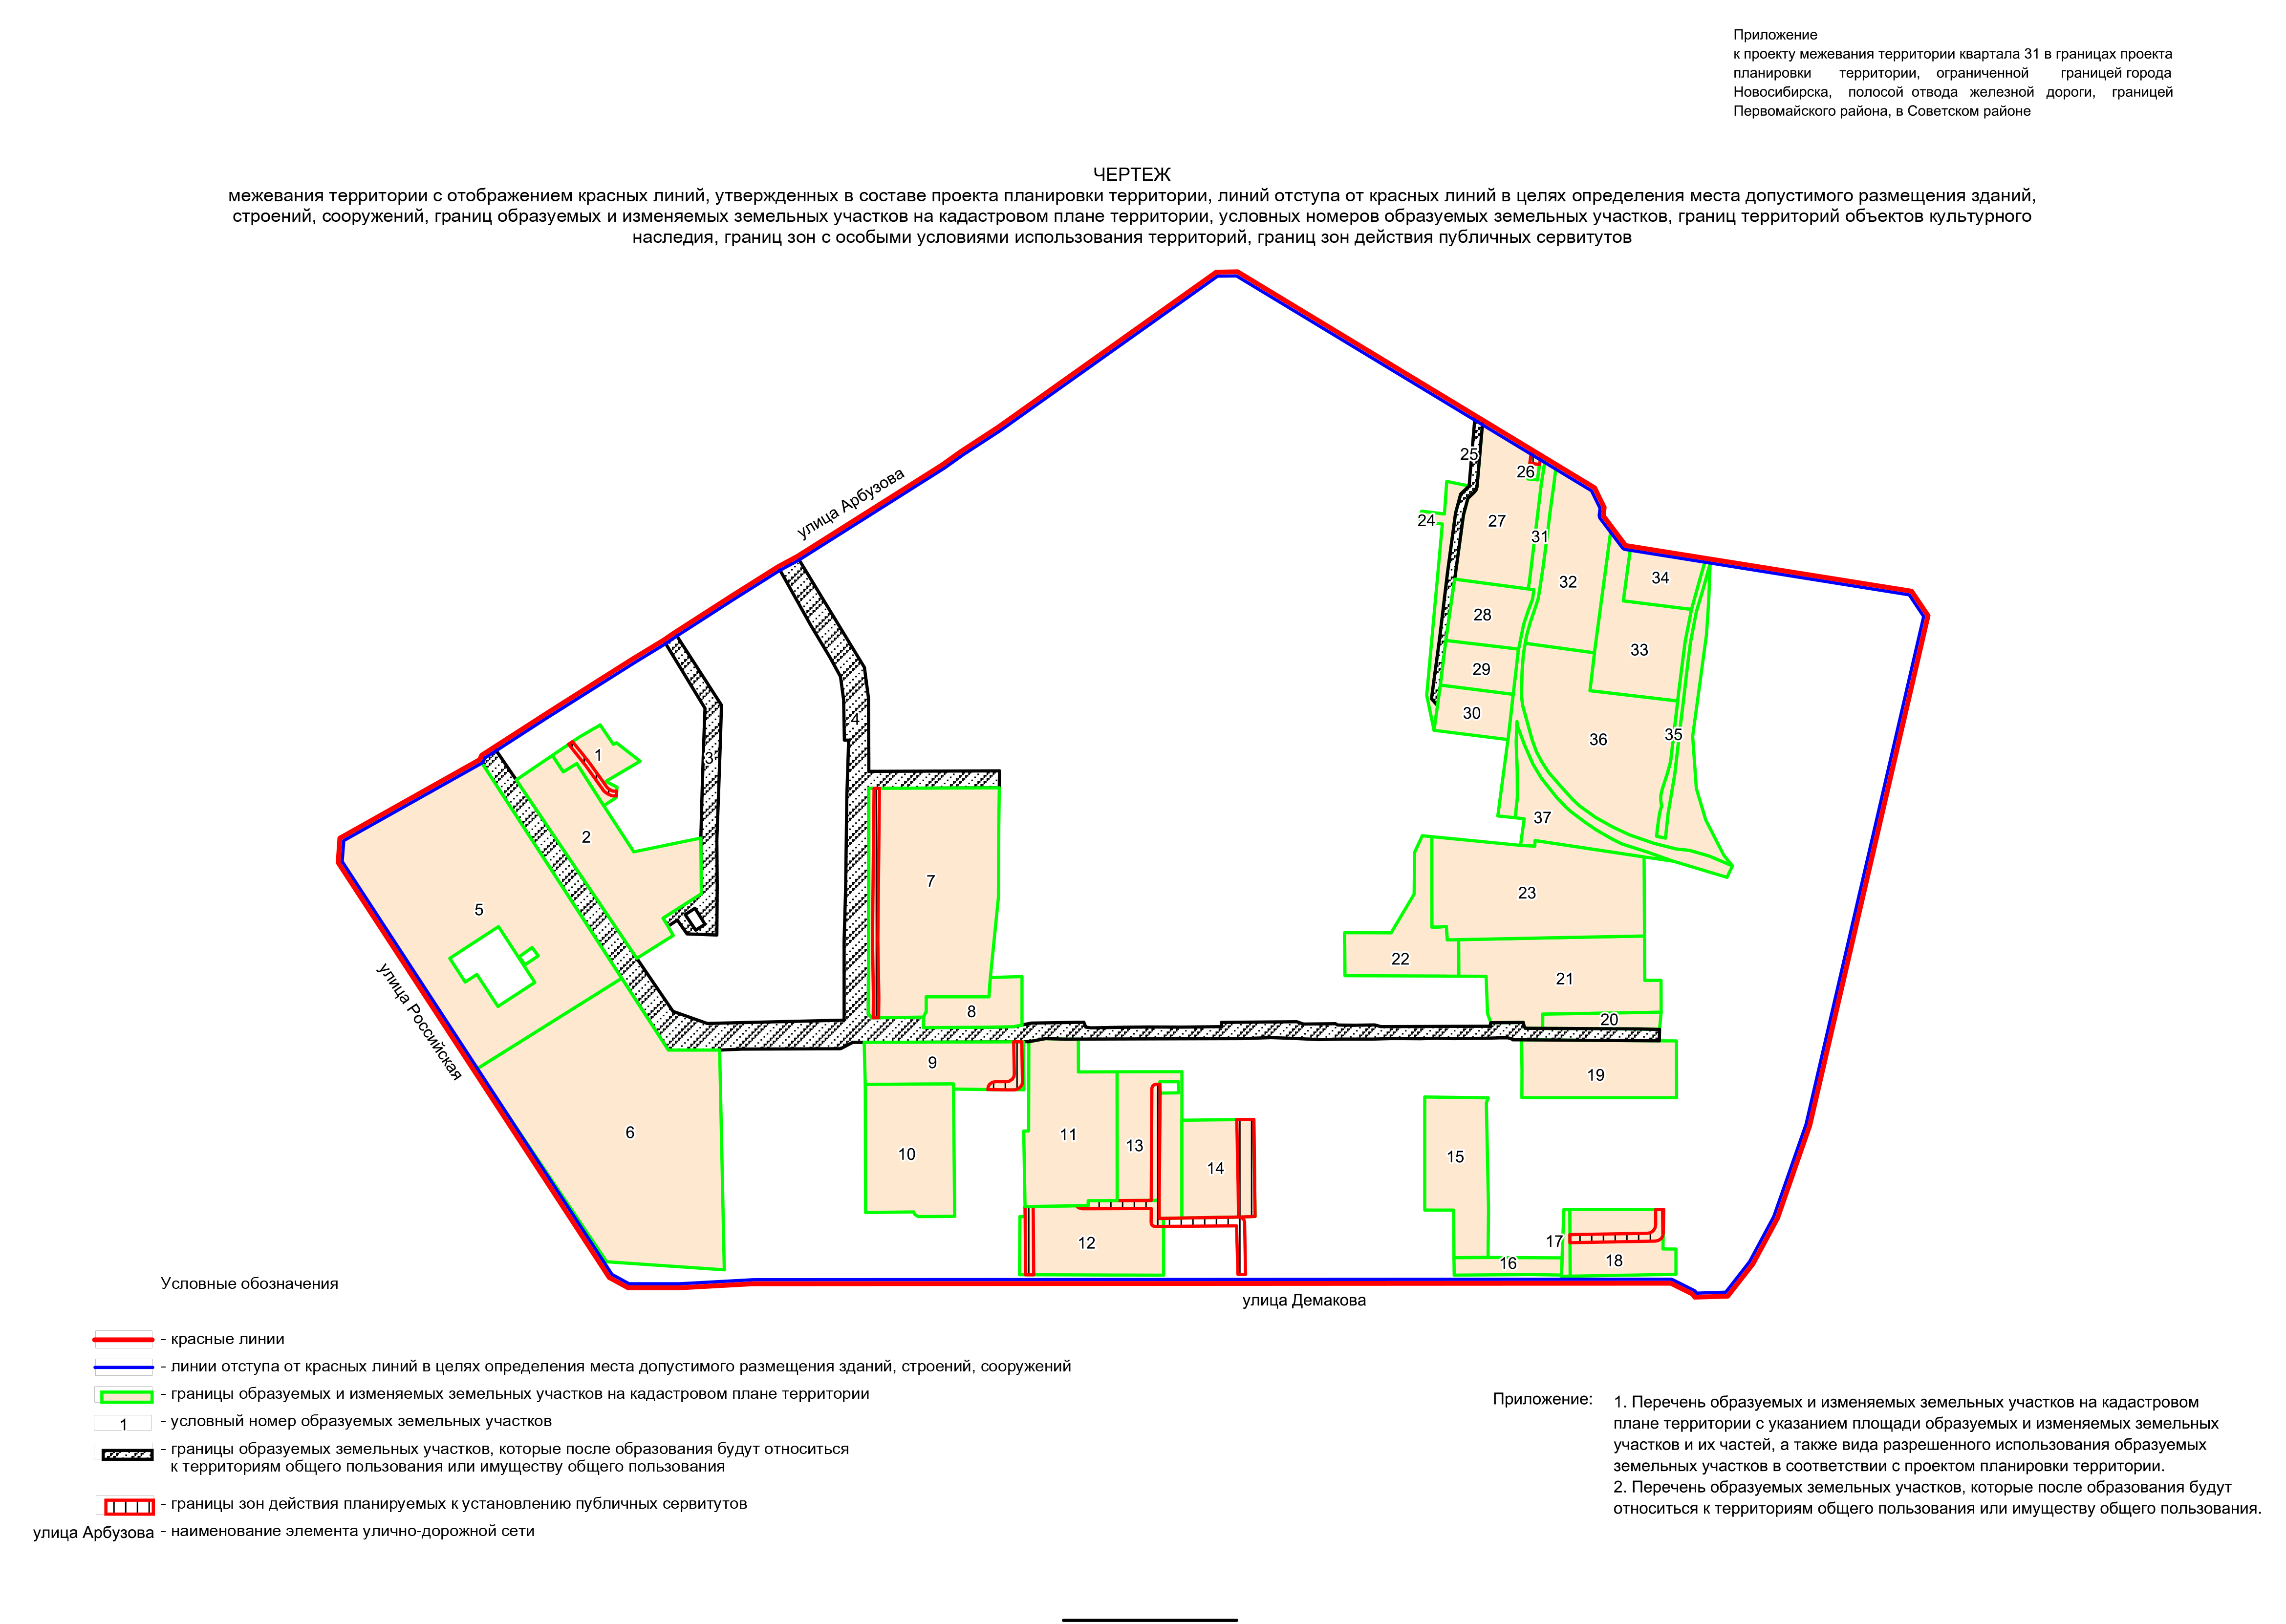 Приложение
к проекту межевания территории квартала 31 в границах проекта
планировки территории, ограниченной границей города
Новосибирска, полосой отвода железной дороги, границей
Первомайского района, в Советском районе
ЧЕРТЕЖ
межевания территории с отображением красных линий, утвержденных в составе проекта планировки территории, линий отступа от красных линий в целях определения места допустимого размещения зданий,
строений, сооружений, границ образуемых и изменяемых земельных участков на кадастровом плане территории, условных номеров образуемых земельных участков, границ территорий объектов культурного
наследия, границ зон с особыми условиями использования территорий, границ зон действия публичных сервитутов
улица Арбузова
25
26
24
27
31
32
34
28
33
29
30
4
35
36
1
3
37
2
7
23
5
22
21
8
20
улица Российская
9
19
6
11
13
10
15
14
17
12
18
16
улица Демакова
Условные обозначения
- красные линии
- линии отступа от красных линий в целях определения места допустимого размещения зданий, строений, сооружений
- границы образуемых и изменяемых земельных участков на кадастровом плане территории
1 - условный номер образуемых земельных участков
- границы образуемых земельных участков, которые после образования будут относиться
к территориям общего пользования или имуществу общего пользования
- границы зон действия планируемых к установлению публичных сервитутов
улица Арбузова - наименование элемента улично-дорожной сети
Приложение: 1. Перечень образуемых и изменяемых земельных участков на кадастровом
плане территории с указанием площади образуемых и изменяемых земельных
участков и их частей, а также вида разрешенного использования образуемых
земельных участков в соответствии с проектом планировки территории.
2. Перечень образуемых земельных участков, которые после образования будут
относиться к территориям общего пользования или имуществу общего пользования.